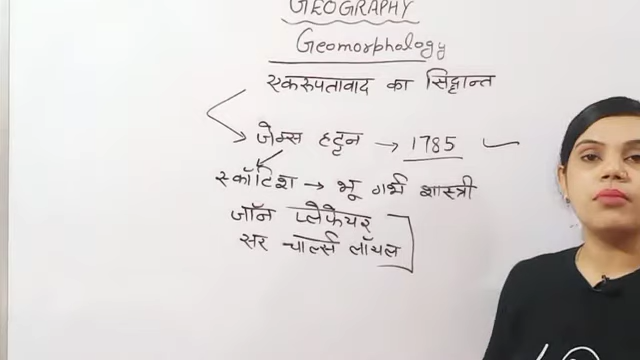 GEOGRAPHY
Geomorphology
एकरुपतावाद का सिद्धान्त
जेम्स हट्टन → 1785
स्कॉटिश → भू गर्भ शास्त्री
जॉन प्लेफेयर
सर चार्ल्स लॉयल